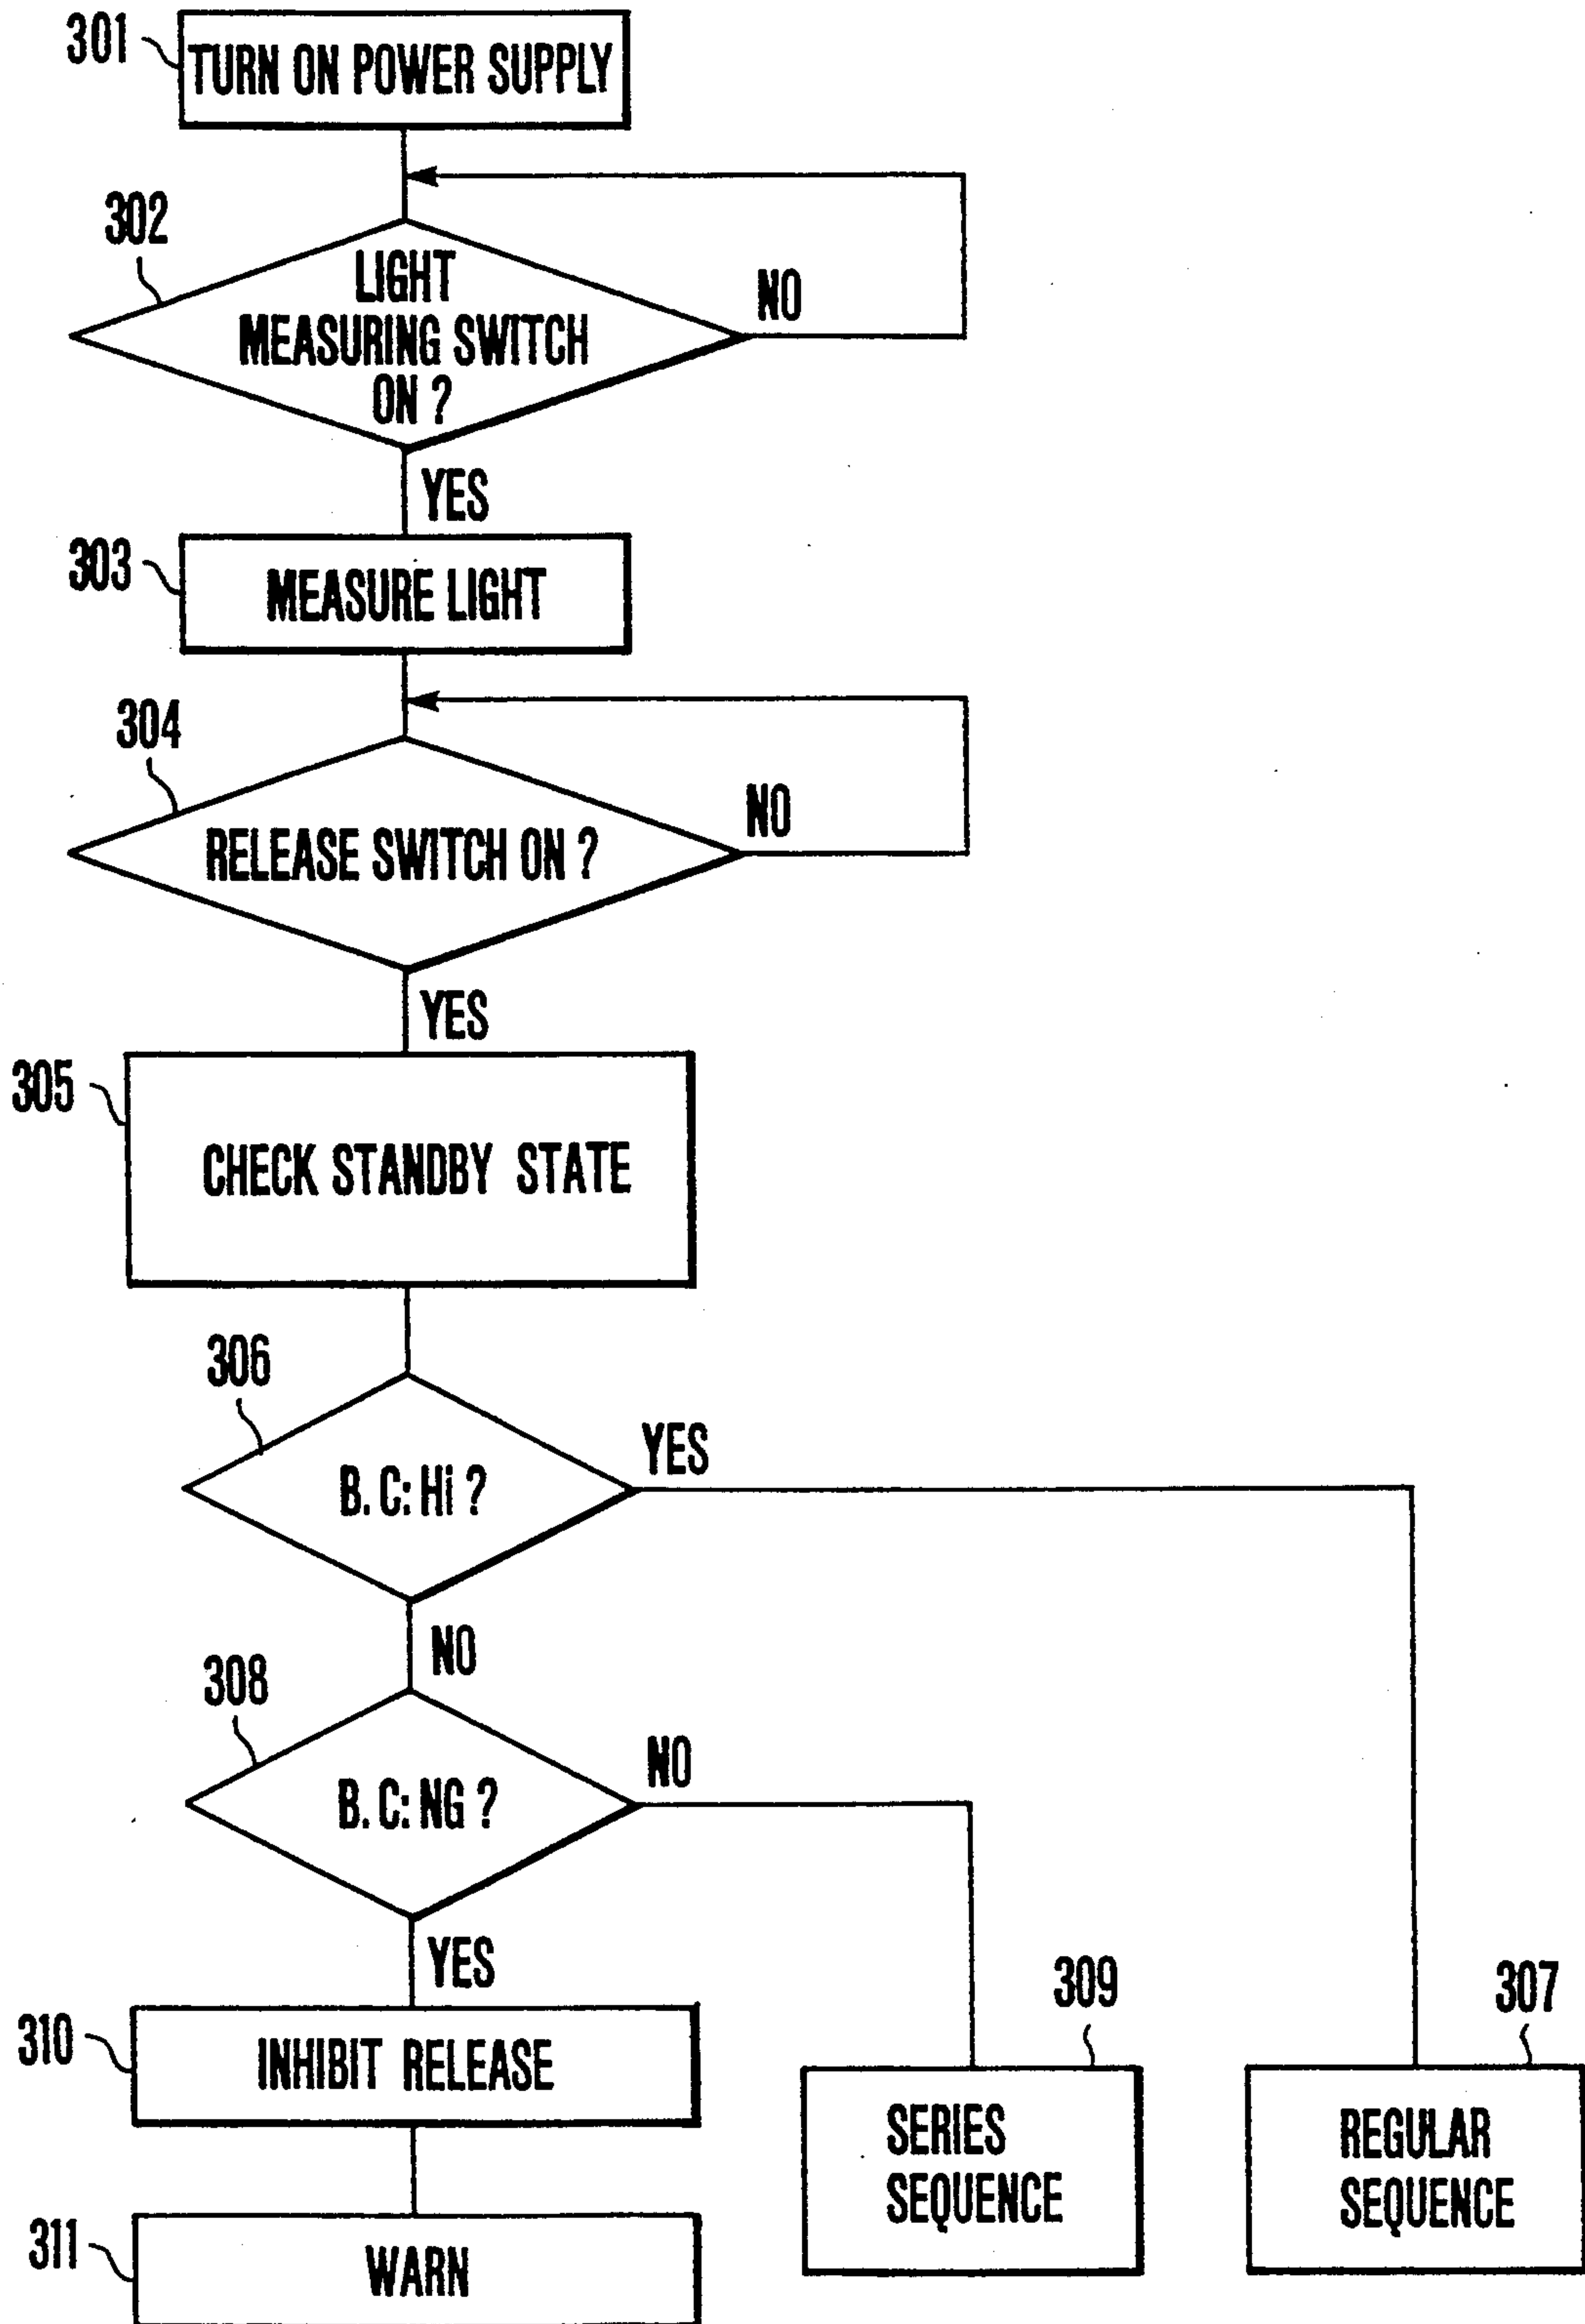 301
TURN ON POWER SUPPLY
302
LIGHT
MEASURING SWITCH
ON ?
NO
YES
303
MEASURE LIGHT
304
RELEASE SWITCH ON ?
NO
YES
305
CHECK STANDBY STATE
306
B. C: Hi ?
YES
NO
308
B. C: NG ?
NO
YES
310
INHIBIT RELEASE
309
SERIES
SEQUENCE
307
REGULAR
SEQUENCE
311
WARN